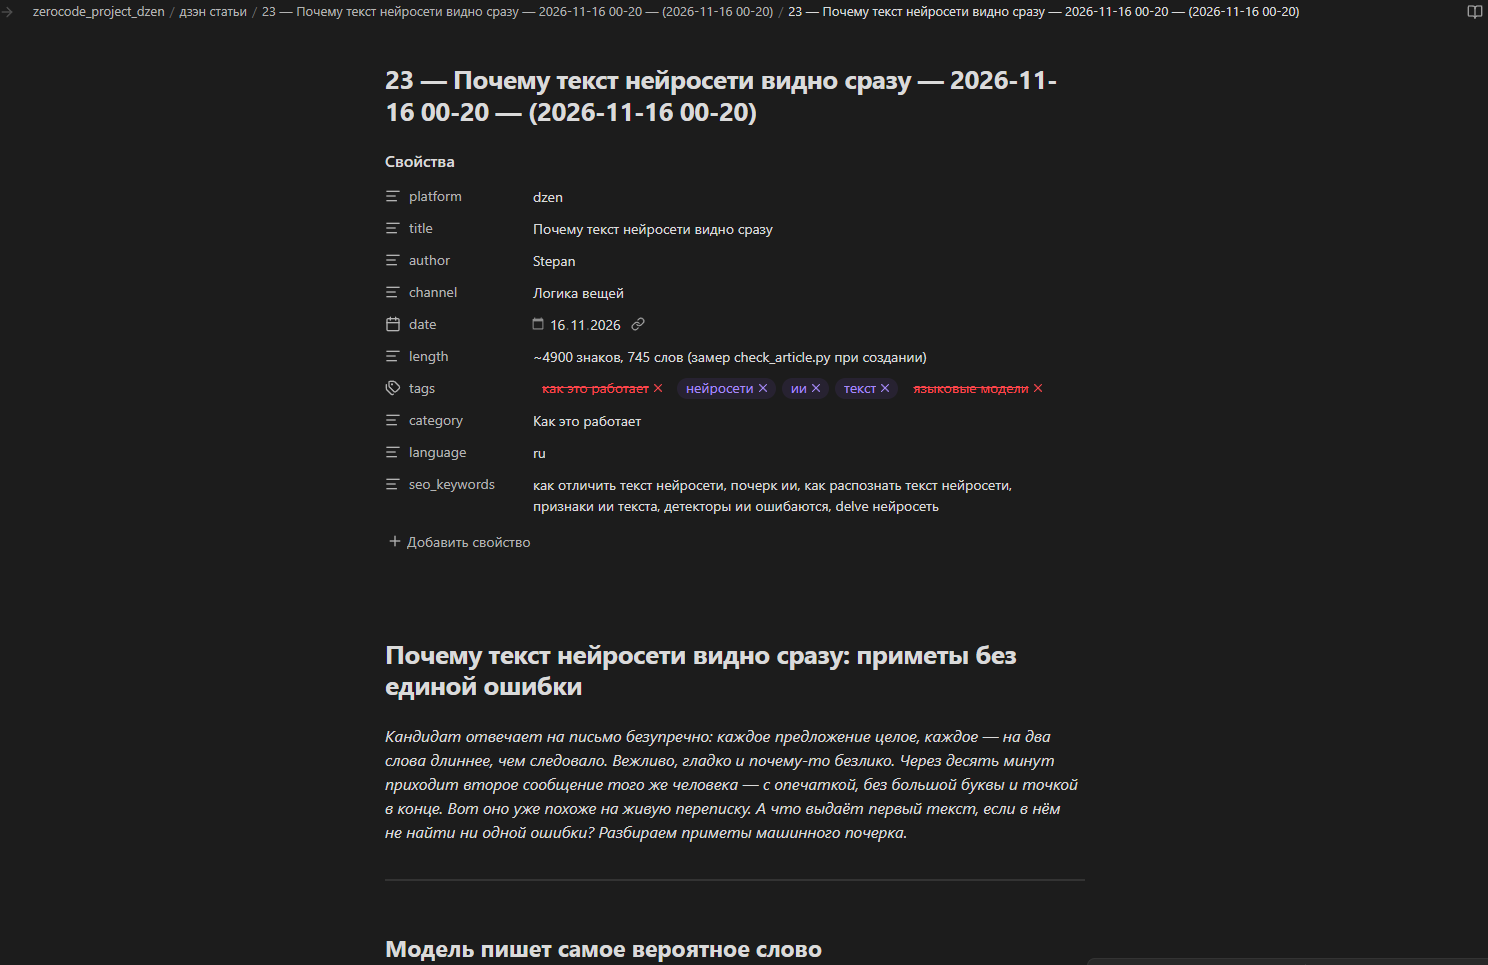 zerocode_project_dzen / дзэн статьи / 23 — Почему текст нейросети видно сразу — 2026-11-16 00-20 — (2026-11-16 00-20) / 23 — Почему текст нейросети видно сразу — 2026-11-16 00-20 — (2026-11-16 00-20)
23 — Почему текст нейросети видно сразу — 2026-11-
16 00-20 — (2026-11-16 00-20)
Свойства
platform dzen
title Почему текст нейросети видно сразу
author Stepan
channel Логика вещей
date 16.11.2026
length ~4900 знаков, 745 слов (замер check_article.py при создании)
tags как это работает нейросети ии текст языковые модели
category Как это работает
language ru
seo_keywords как отличить текст нейросети, почерк ии, как распознать текст нейросети,
признаки ии текста, детекторы ии ошибаются, delve нейросеть
Добавить свойство
Почему текст нейросети видно сразу: приметы без
единой ошибки
Кандидат отвечает на письмо безупречно: каждое предложение целое, каждое — на два
слова длиннее, чем следовало. Вежливо, гладко и почему-то безлико. Через десять минут
приходит второе сообщение того же человека — с опечаткой, без большой буквы и точкой
в конце. Вот оно уже похоже на живую переписку. А что выдаёт первый текст, если в нём
не найти ни одной ошибки? Разбираем приметы машинного почерка.
Модель пишет самое вероятное слово